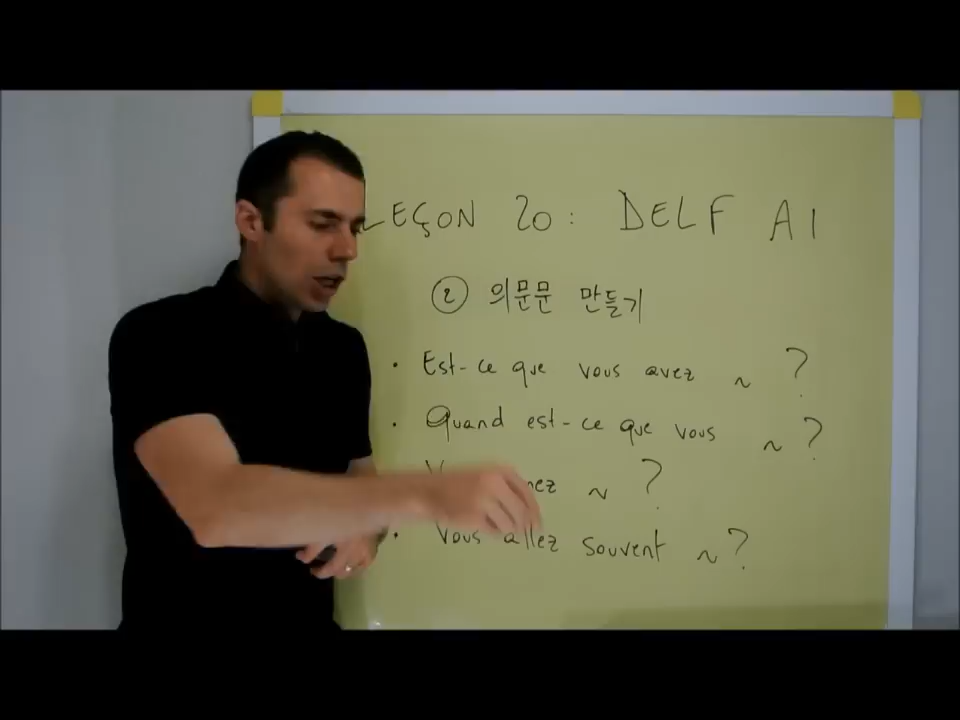 LEÇON 20: DELF A1
② 의문문 만들기
· Est-ce que vous avez ~ ?
· Quand est-ce que vous ~ ?
~ ?
· Vous allez souvent ~ ?